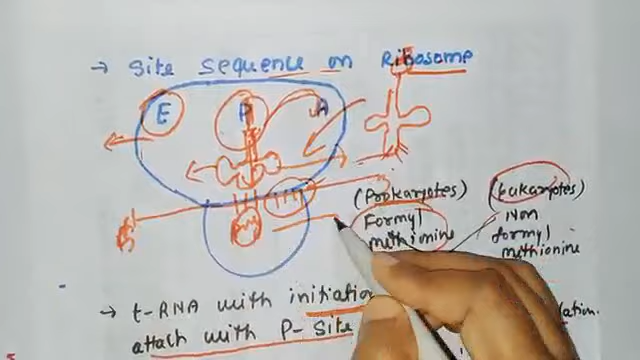 → Site sequence on Ribosome
E P A
(Prokaryotes) (Eukaryotes)
Formyl Non
methionine formyl
methionine
→ t-RNA with initiation
attach with P-Site